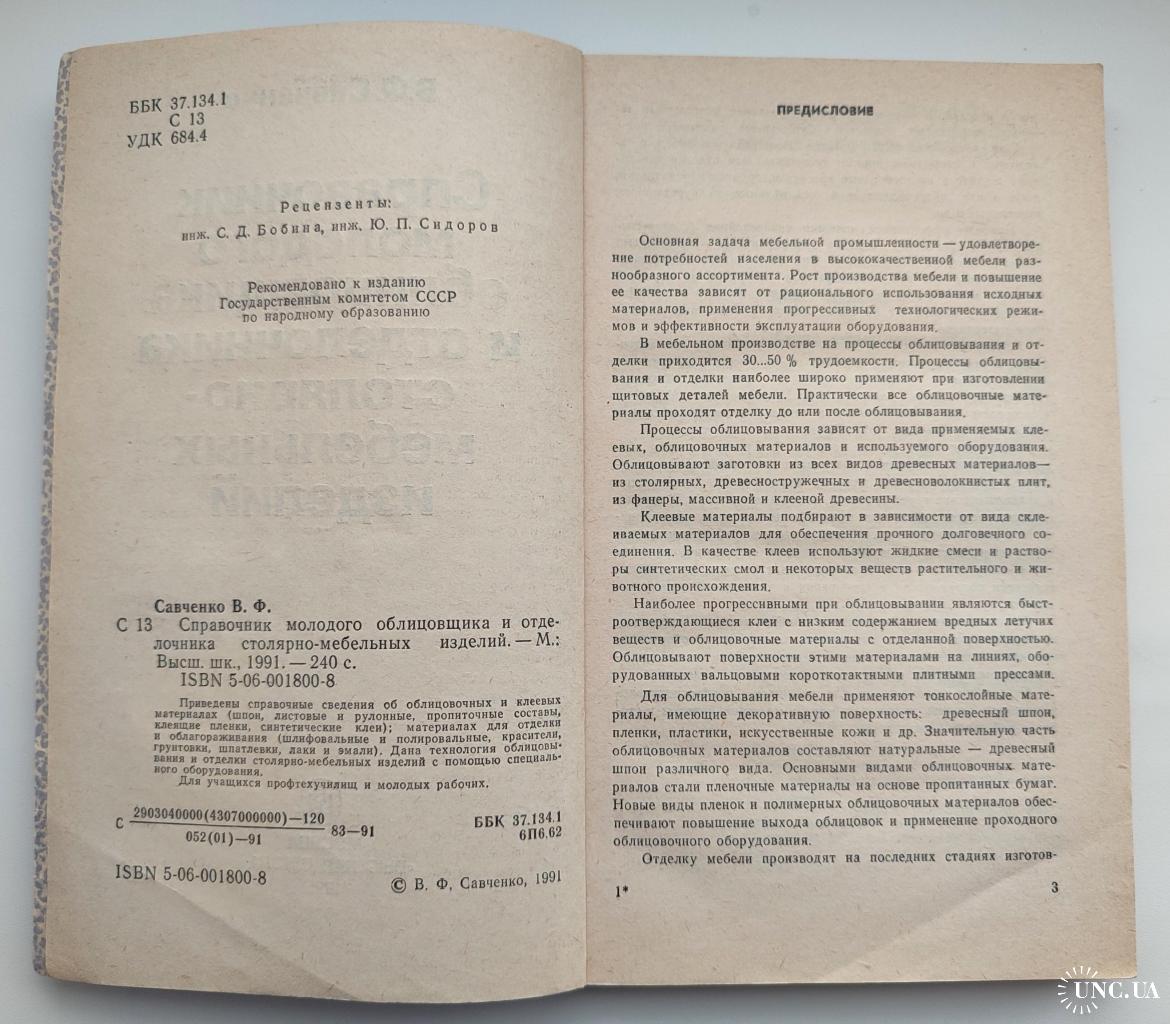 ББК 37.134.1
С 13
УДК 684.4
Рецензенты:
инж. С. Д. Бобина, инж. Ю. П. Сидоров
Рекомендовано к изданию
Государственным комитетом СССР
по народному образованию
Савченко В. Ф.
С 13 Справочник молодого облицовщика и отде-
лочника столярно-мебельных изделий. — М.:
Высш. шк., 1991. — 240 с.
ISBN 5-06-001800-8
Приведены справочные сведения об облицовочных и клеевых
материалах (шпон, листовые и рулонные, пропиточные составы,
клеящие пленки, синтетические клеи); материалах для отделки
и облагораживания (шлифовальные и полировальные, красители,
грунтовки, шпатлевки, лаки и эмали). Дана технология облицовы-
вания и отделки столярно-мебельных изделий с помощью специаль-
ного оборудования.
Для учащихся профтехучилищ и молодых рабочих.
С 2903040000(4307000000)—120
052(01)—91
83—91
ББК 37.134.1
6П6.62
ISBN 5-06-001800-8
© В. Ф, Савченко, 1991
ПРЕДИСЛОВИЕ
Основная задача мебельной промышленности — удовлетворе-
ние потребностей населения в высококачественной мебели раз-
нообразного ассортимента. Рост производства мебели и повышение
ее качества зависят от рационального использования исходных
материалов, применения прогрессивных технологических режи-
мов и эффективности эксплуатации оборудования.
В мебельном производстве на процессы облицовывания и от-
делки приходится 30...50 % трудоемкости. Процессы облицовы-
вания и отделки наиболее широко применяют при изготовлении
щитовых деталей мебели. Практически все облицовочные мате-
риалы проходят отделку до или после облицовывания.
Процессы облицовывания зависят от вида применяемых кле-
евых, облицовочных материалов и используемого оборудования.
Облицовывают заготовки из всех видов древесных материалов—
из столярных, древесностружечных и древесноволокнистых плит,
из фанеры, массивной и клееной древесины.
Клеевые материалы подбирают в зависимости от вида скле-
иваемых материалов для обеспечения прочного долговечного со-
единения. В качестве клеев используют жидкие смеси и раство-
ры синтетических смол и некоторых веществ растительного и жи-
вотного происхождения.
Наиболее прогрессивными при облицовывании являются быст-
роотверждающиеся клеи с низким содержанием вредных летучих
веществ и облицовочные материалы с отделанной поверхностью.
Облицовывают поверхности этими материалами на линиях, обо-
рудованных вальцовыми короткотактными плитными прессами.
Для облицовывания мебели применяют тонкослойные мате-
риалы, имеющие декоративную поверхность: древесный шпон,
пленки, пластики, искусственные кожи и др. Значительную часть
облицовочных материалов составляют натуральные — древесный
шпон различного вида. Основными видами облицовочных мате-
риалов стали пленочные материалы на основе пропитанных бумаг.
Новые виды пленок и полимерных облицовочных материалов обес-
печивают повышение выхода облицовок и применение проходного
облицовочного оборудования.
Отделку мебели производят на последних стадиях изготов-
1*
3
UNC.UA